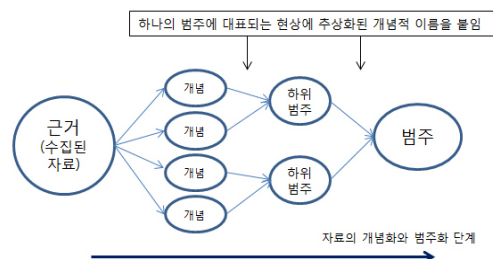 하나의 범주에 대표되는 현상에 추상화된 개념적 이름을 붙임
근거
(수집된
자료)
개념
개념
개념
개념
하위
범주
하위
범주
범주
자료의 개념화와 범주화 단계